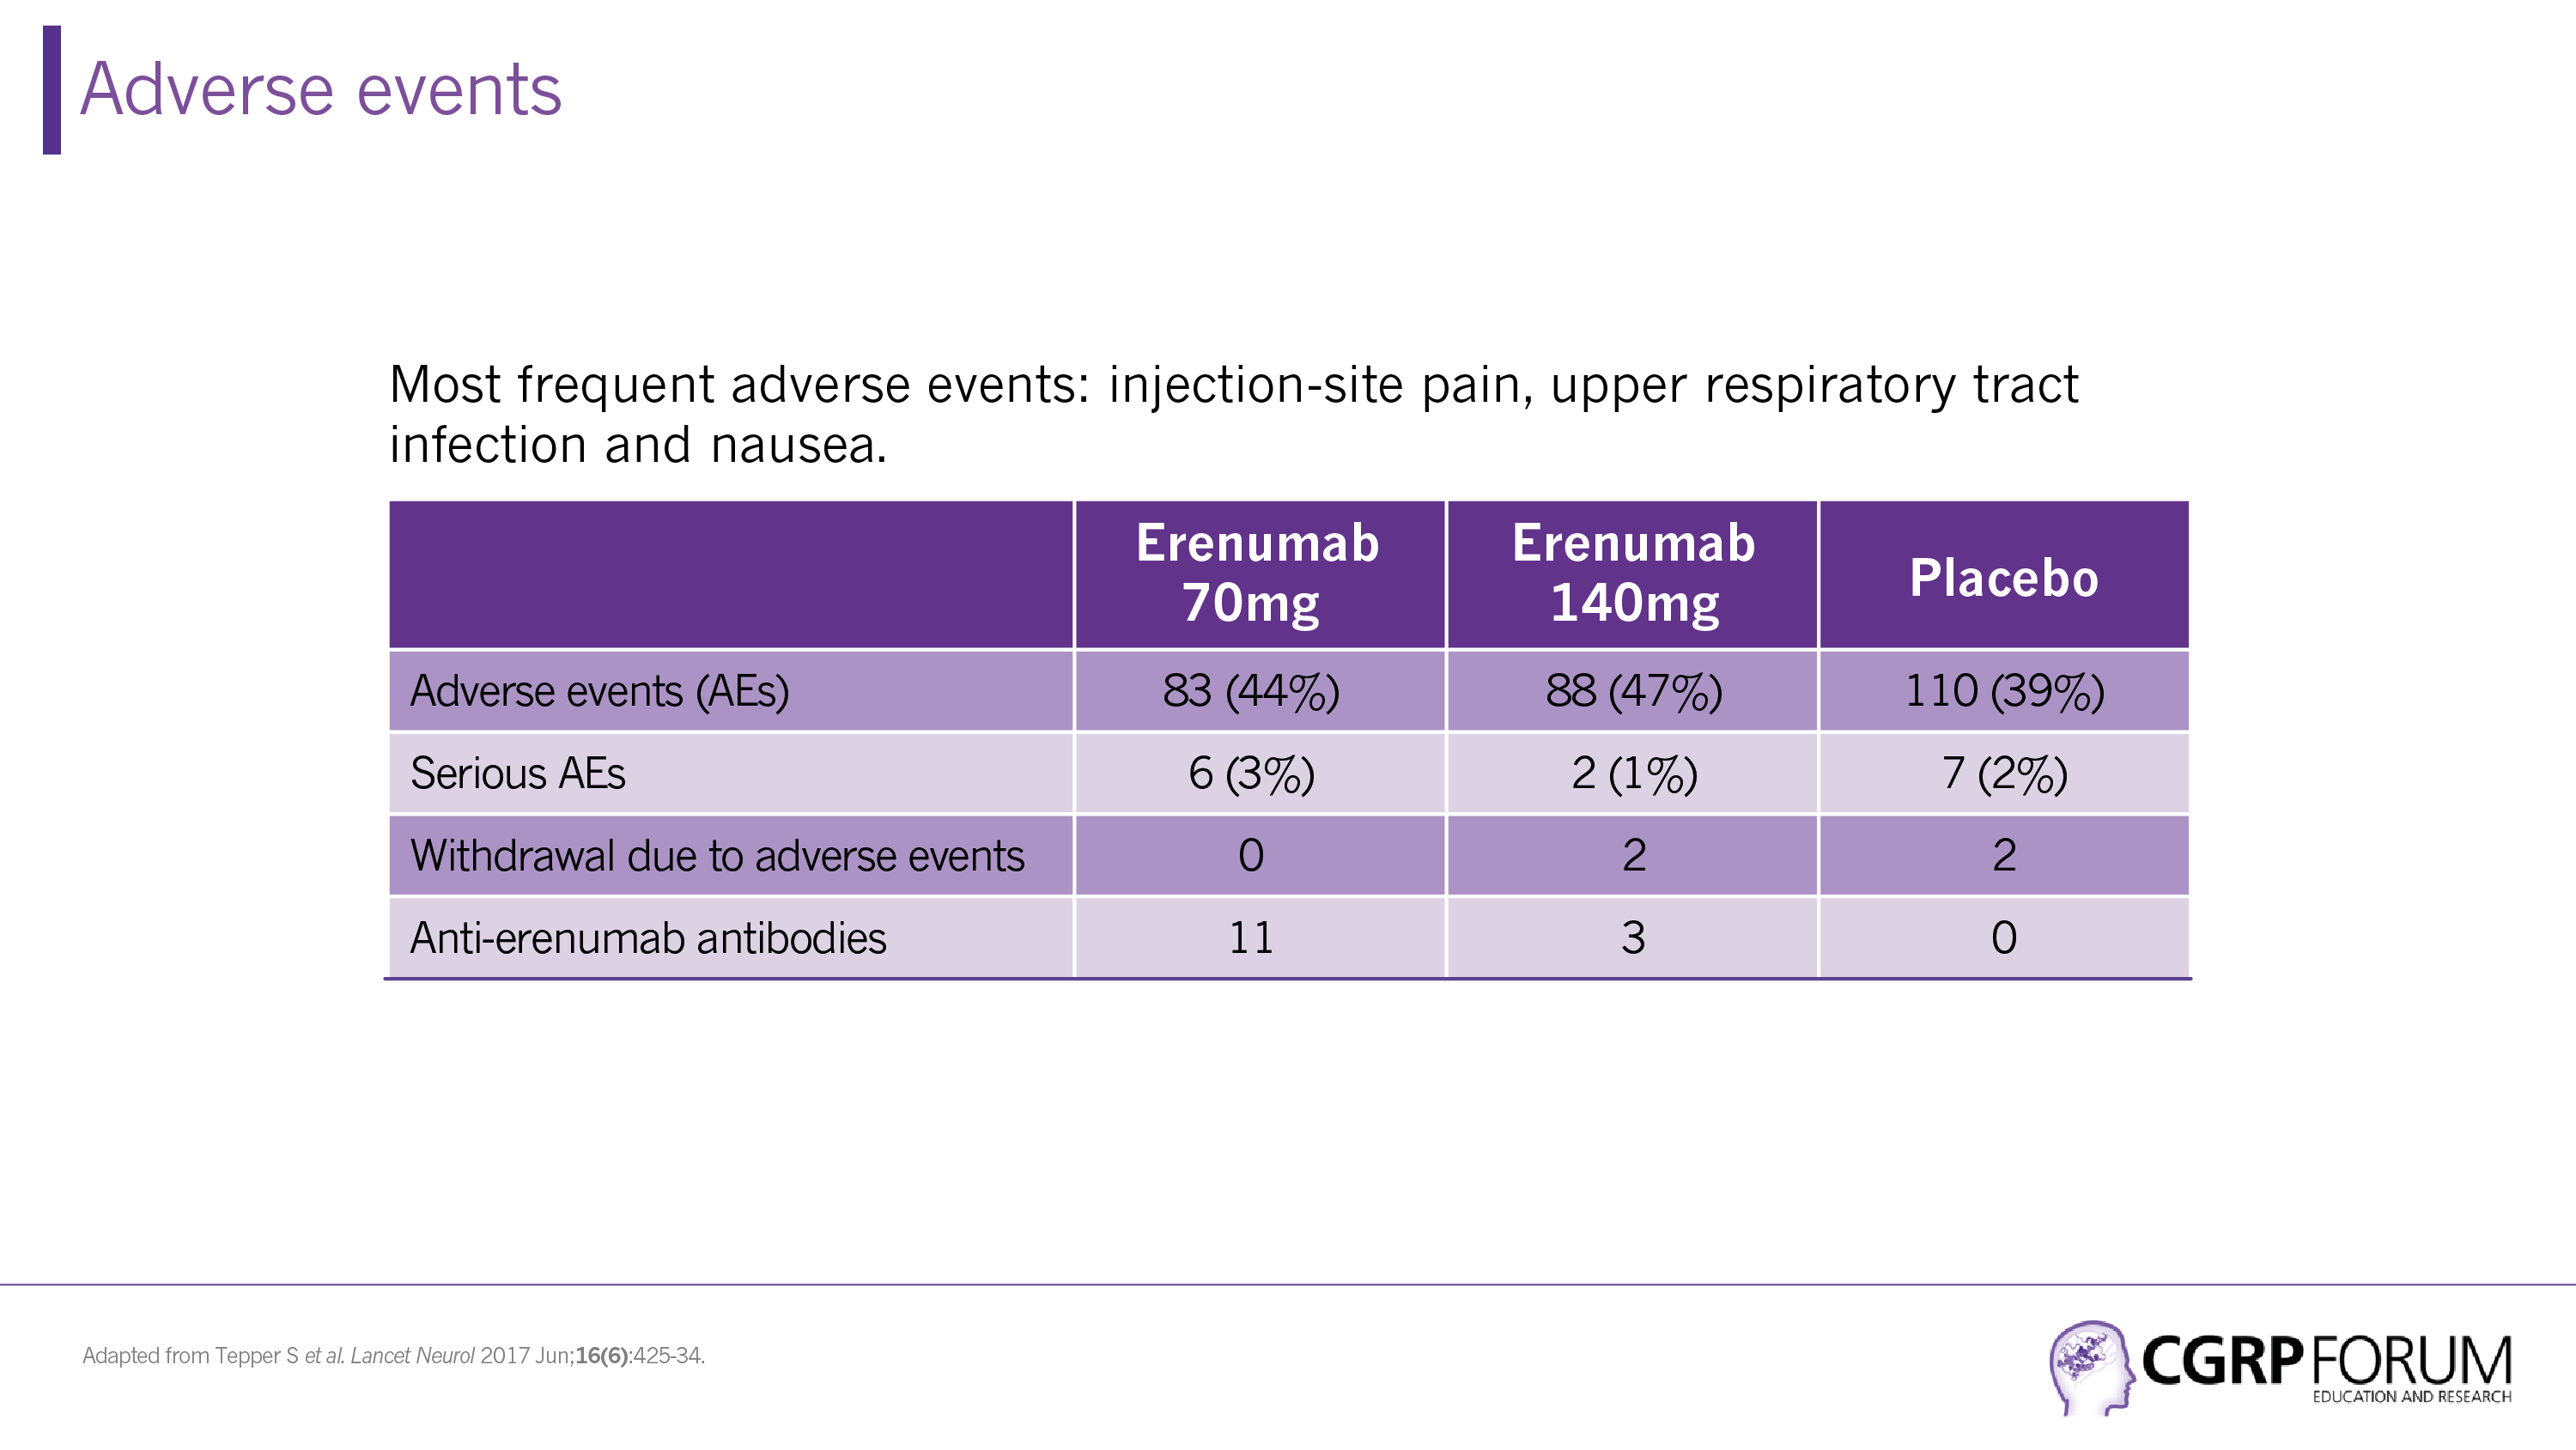 Adverse events
Most frequent adverse events: injection-site pain, upper respiratory tract
infection and nausea.
Erenumab 70mg Erenumab 140mg Placebo
Adverse events (AEs) 83 (44%) 88 (47%) 110 (39%)
Serious AEs 6 (3%) 2 (1%) 7 (2%)
Withdrawal due to adverse events 0 2 2
Anti-erenumab antibodies 11 3 0
Adapted from Tepper S et al. Lancet Neurol 2017 Jun;16(6):425-34.
CGRP FORUM
EDUCATION AND RESEARCH